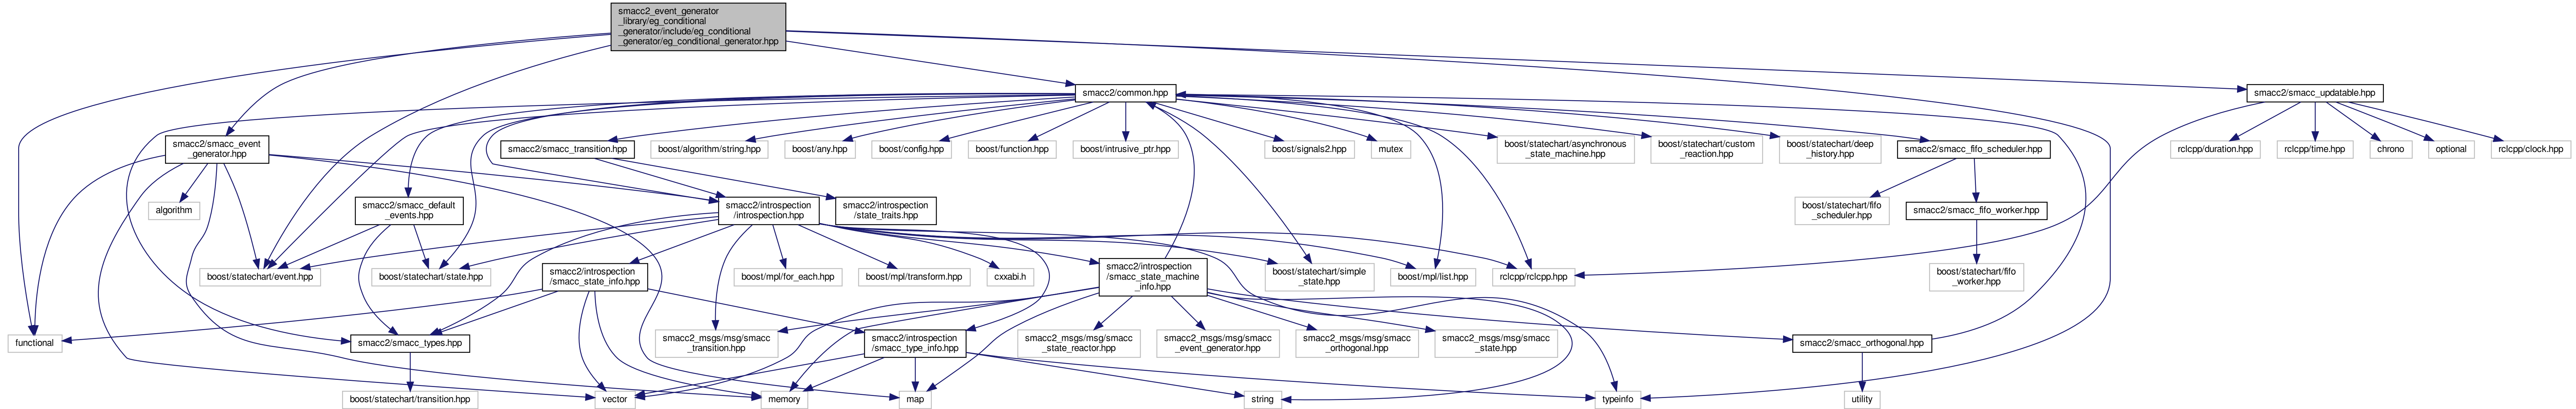 smacc2_event_generator
_library/eg_conditional
_generator/include/eg_conditional
_generator/eg_conditional_generator.hpp
smacc2/common.hpp
smacc2/smacc_updatable.hpp
smacc2/smacc_event
_generator.hpp
smacc2/smacc_transition.hpp
boost/algorithm/string.hpp
boost/any.hpp
boost/config.hpp
boost/function.hpp
boost/intrusive_ptr.hpp
boost/signals2.hpp
mutex
boost/statechart/asynchronous
_state_machine.hpp
boost/statechart/custom
_reaction.hpp
boost/statechart/deep
_history.hpp
smacc2/smacc_fifo_scheduler.hpp
rclcpp/duration.hpp
rclcpp/time.hpp
chrono
optional
rclcpp/clock.hpp
algorithm
smacc2/smacc_default
_events.hpp
smacc2/introspection
/introspection.hpp
smacc2/introspection
/state_traits.hpp
boost/statechart/fifo
_scheduler.hpp
smacc2/smacc_fifo_worker.hpp
boost/statechart/event.hpp
boost/statechart/state.hpp
smacc2/introspection
/smacc_state_info.hpp
boost/mpl/for_each.hpp
boost/mpl/transform.hpp
cxxabi.h
smacc2/introspection
/smacc_state_machine
_info.hpp
boost/statechart/simple
_state.hpp
boost/mpl/list.hpp
rclcpp/rclcpp.hpp
boost/statechart/fifo
_worker.hpp
functional
smacc2/smacc_types.hpp
smacc2_msgs/msg/smacc
_transition.hpp
smacc2/introspection
/smacc_type_info.hpp
smacc2_msgs/msg/smacc
_state_reactor.hpp
smacc2_msgs/msg/smacc
_event_generator.hpp
smacc2_msgs/msg/smacc
_orthogonal.hpp
smacc2_msgs/msg/smacc
_state.hpp
smacc2/smacc_orthogonal.hpp
boost/statechart/transition.hpp
vector
memory
map
string
typeinfo
utility